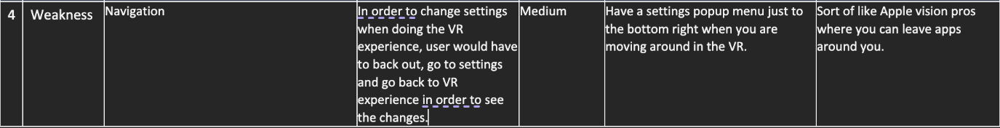 4
Weakness
Navigation
In order to change settings
when doing the VR
experience, user would have
to back out, go to settings
and go back to VR
experience in order to see
the changes.
Medium
Have a settings popup menu just to
the bottom right when you are
moving around in the VR.
Sort of like Apple vision pros
where you can leave apps
around you.